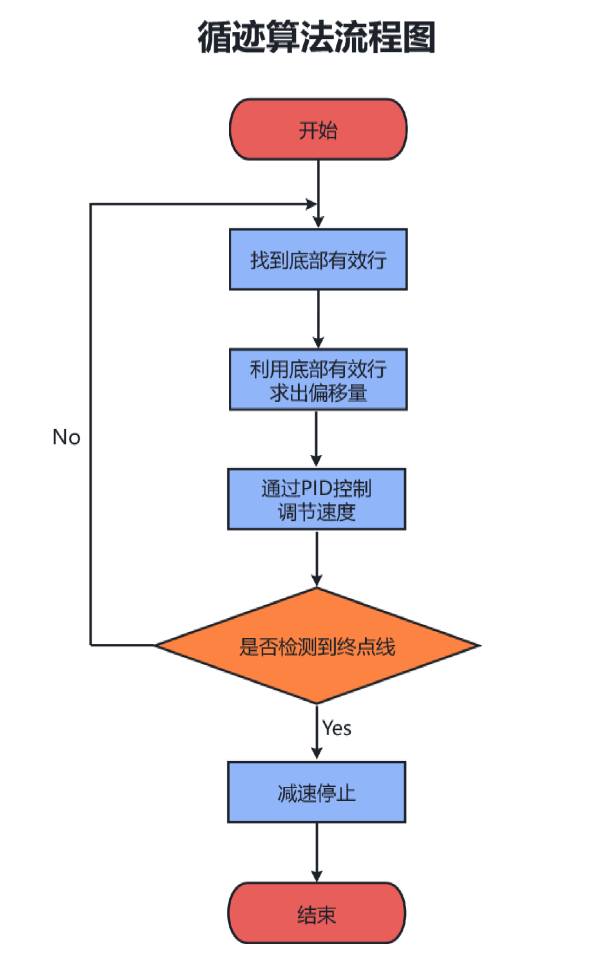 循迹算法流程图
开始
找到底部有效行
利用底部有效行
求出偏移量
No
通过PID控制
调节速度
是否检测到终点线
Yes
减速停止
结束